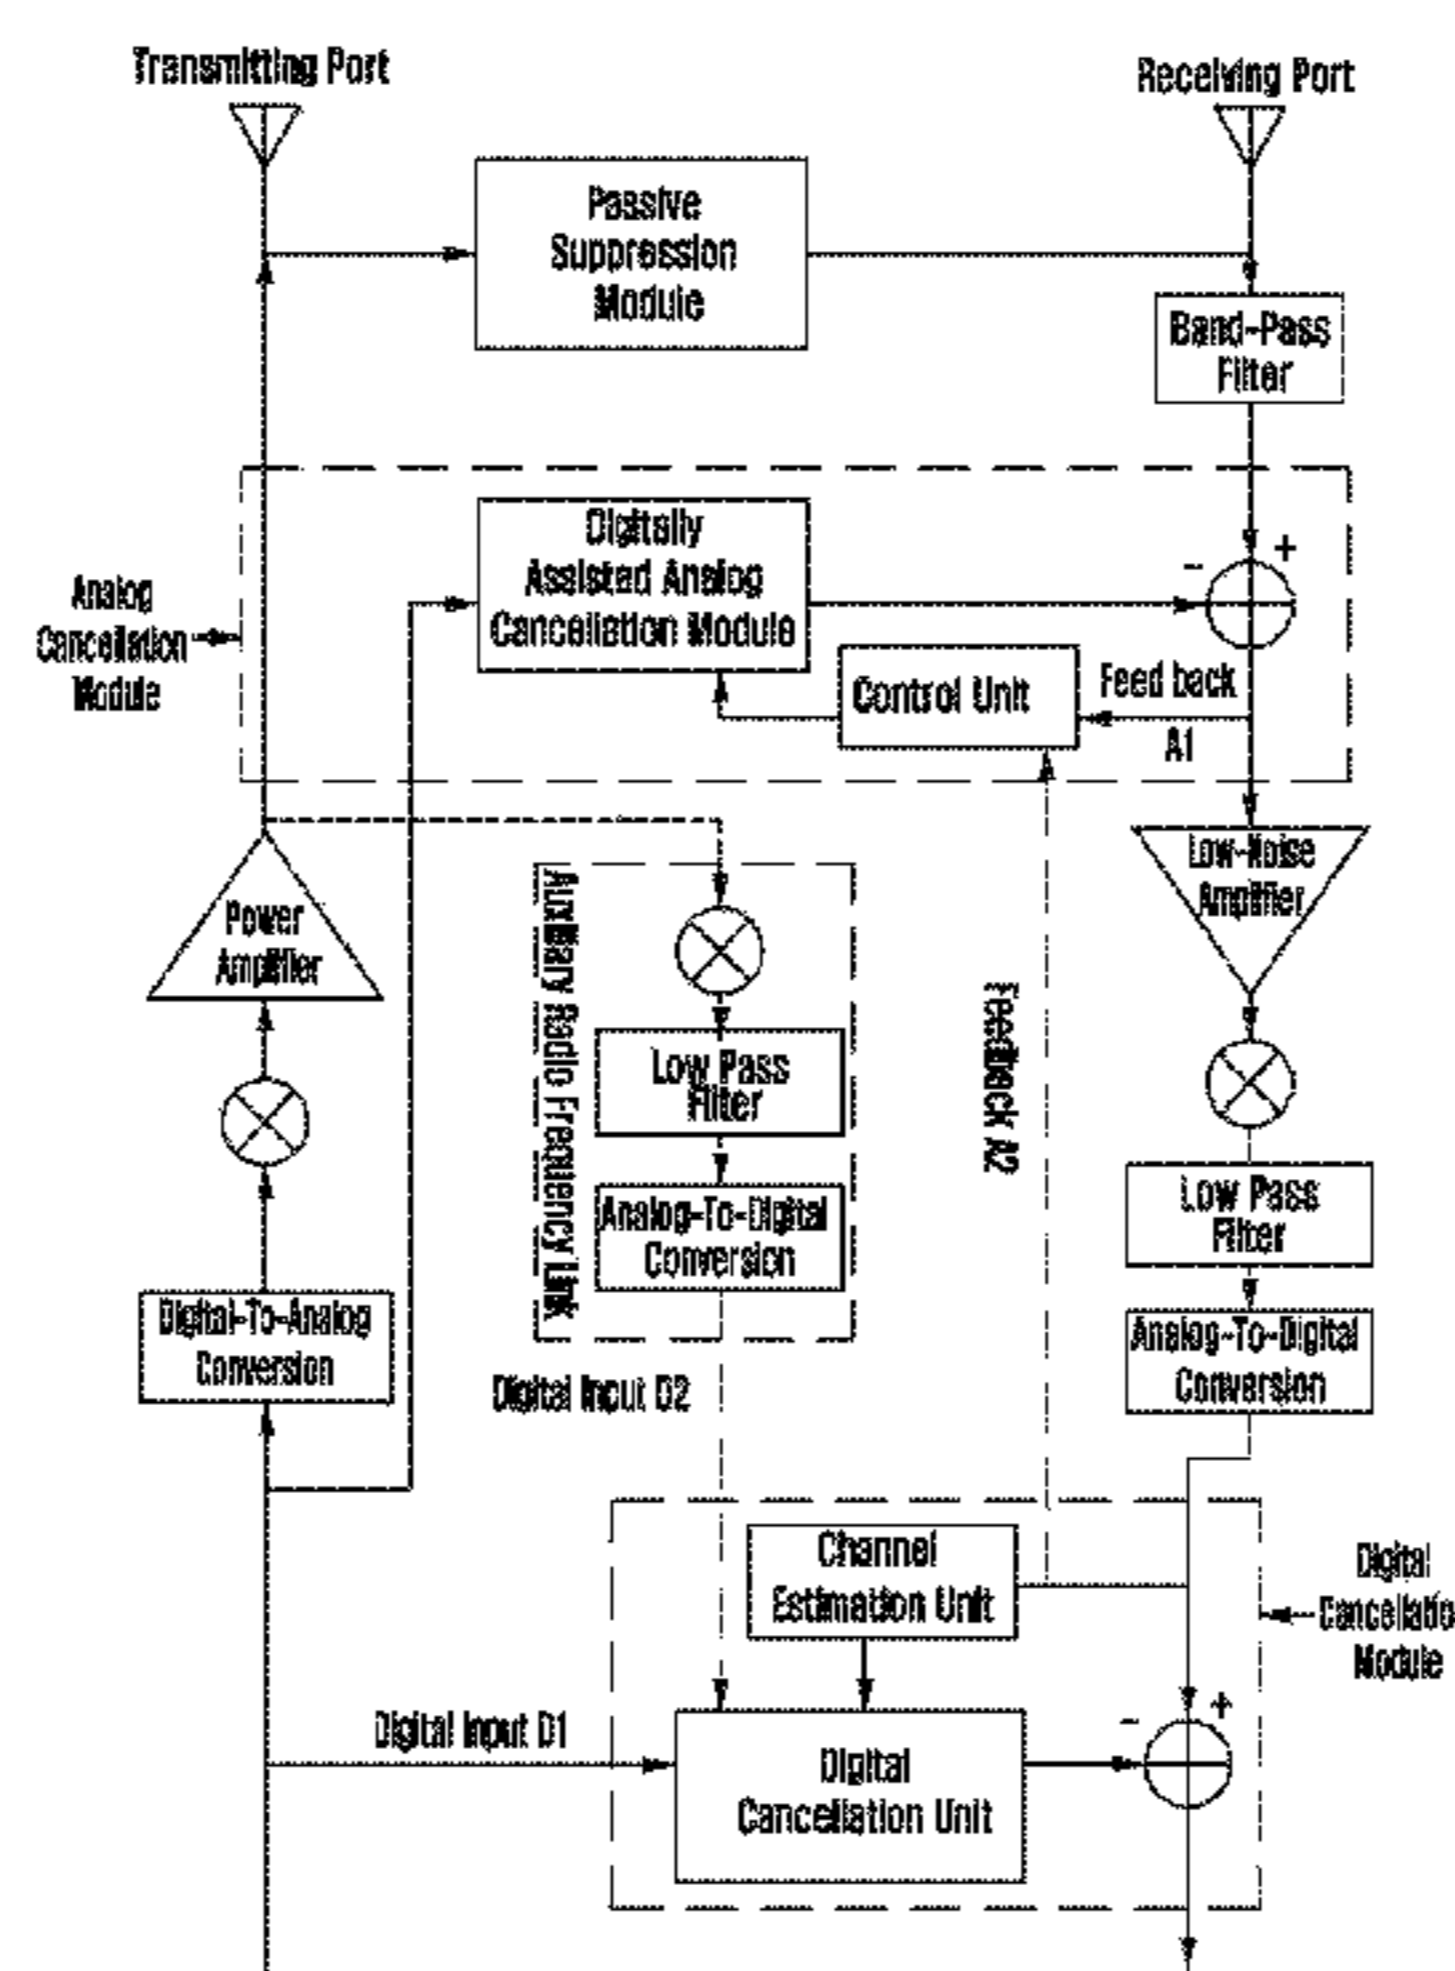 Transmitting Port
Receiving Port
Passive
Suppression
Module
Band-Pass
Filter
Digitally
Assisted Analog
Cancellation Module
+
-
Analog
Cancellation
Module
Control Unit
Feed back
A1
Low-Noise
Amplifier
Power
Amplifier
Auxiliary Radio Frequency Link
Low Pass
Filter
Analog-To-Digital
Conversion
Feedback A2
Low Pass
Filter
Digital-To-Analog
Conversion
Analog-To-Digital
Conversion
Digital Input D2
Channel
Estimation Unit
Digital
Cancellatio
Module
Digital Input D1
Digital
Cancellation Unit
-
+